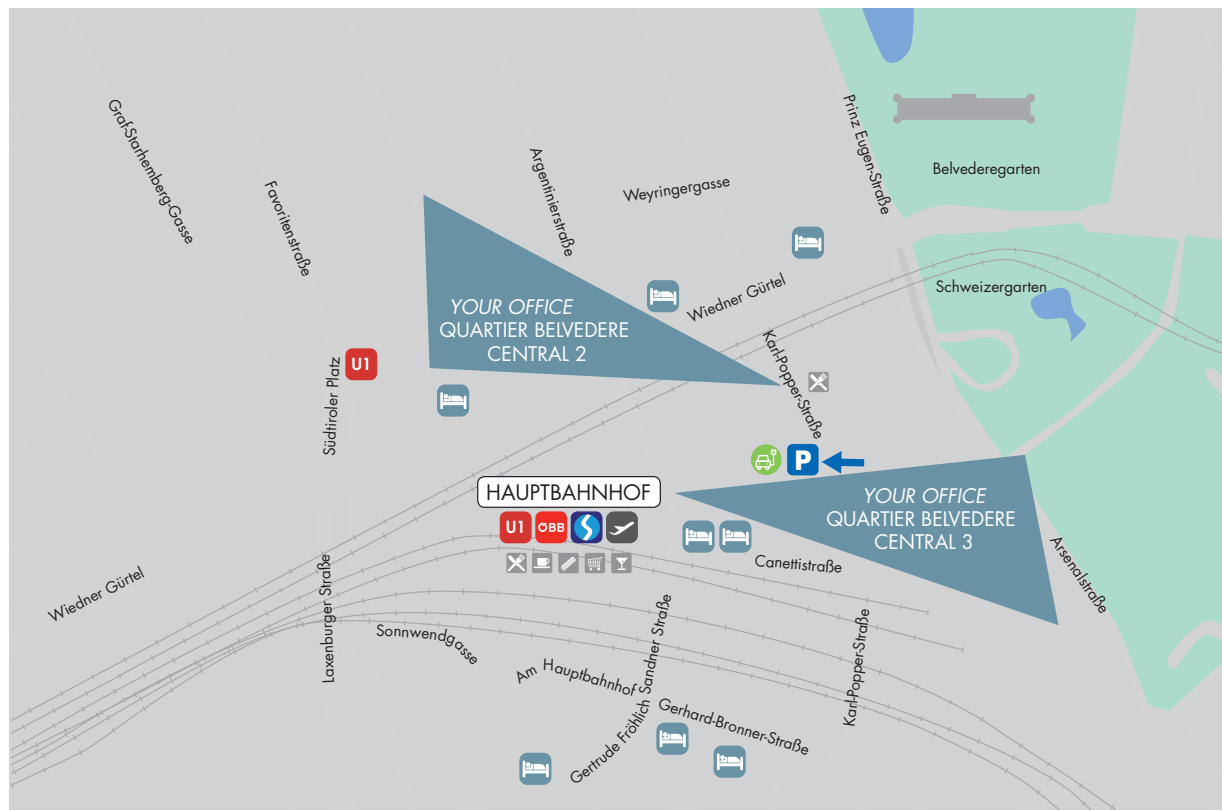 Graf-Starhemberg-Gasse
Favoritenstraße
Argentinierstraße
Weyringergasse
Prinz Eugen-Straße
Belvederegarten
Schweizergarten
Wiedner Gürtel
YOUR OFFICE
QUARTIER BELVEDERE
CENTRAL 2
Karl-Popper-Straße
U1
Südtiroler Platz
P
HAUPTBAHNHOF
U1
ÖBB
S
YOUR OFFICE
QUARTIER BELVEDERE
CENTRAL 3
Canettistraße
Arsenalstraße
Wiedner Gürtel
Laxenburger Straße
Sonnwendgasse
Am Hauptbahnhof
Gertrude Fröhlich Sandner Straße
Karl-Popper-Straße
Gerhard-Bronner-Straße